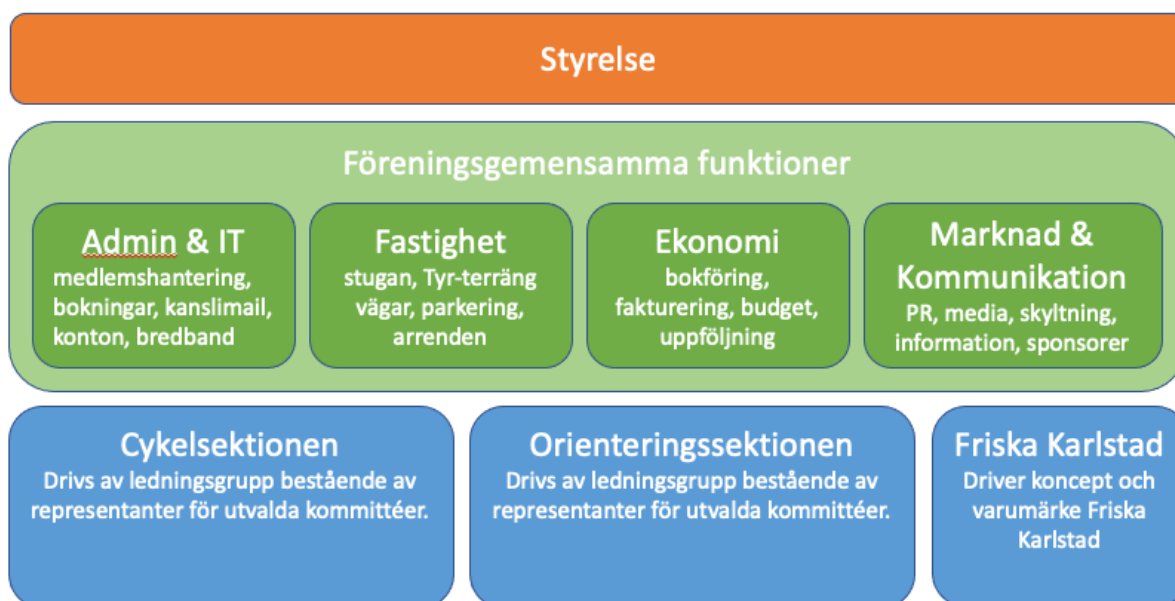 Styrelse
Föreningsgemensamma funktioner
Admin & IT
medlemshantering,
bokningar, kanslimail,
konton, bredband
Fastighet
stugan, Tyr-terräng
vägar, parkering,
arrenden
Ekonomi
bokföring,
fakturering, budget,
uppföljning
Marknad &
Kommunikation
PR, media, skyltning,
information, sponsorer
Cykelsektionen
Drivs av ledningsgrupp bestående av
representanter för utvalda kommittéer.
Orienteringssektionen
Drivs av ledningsgrupp bestående av
representanter för utvalda kommittéer.
Friska Karlstad
Driver koncept och
varumärke Friska
Karlstad